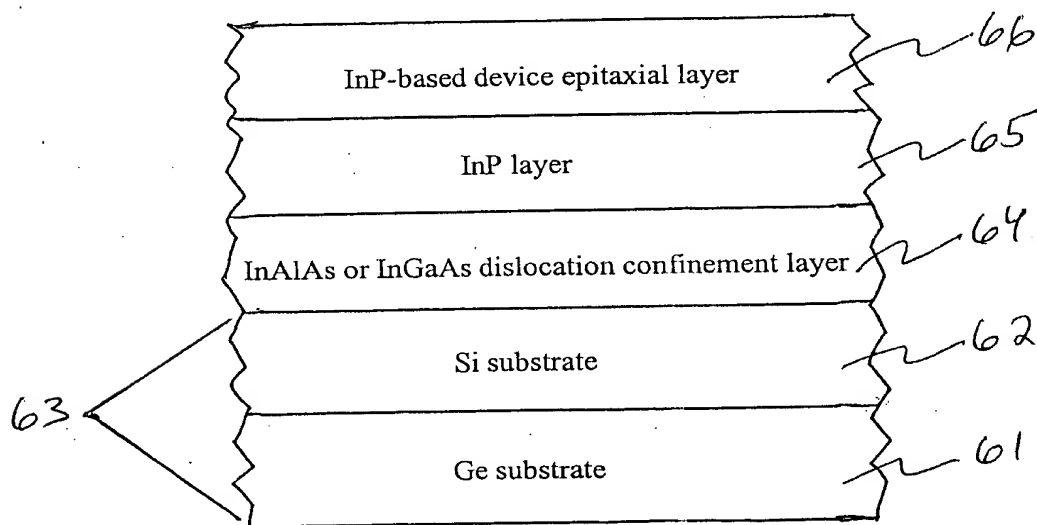 66
InP-based device epitaxial layer
65
InP layer
64
InAlAs or InGaAs dislocation confinement layer
62
Si substrate
63
61
Ge substrate